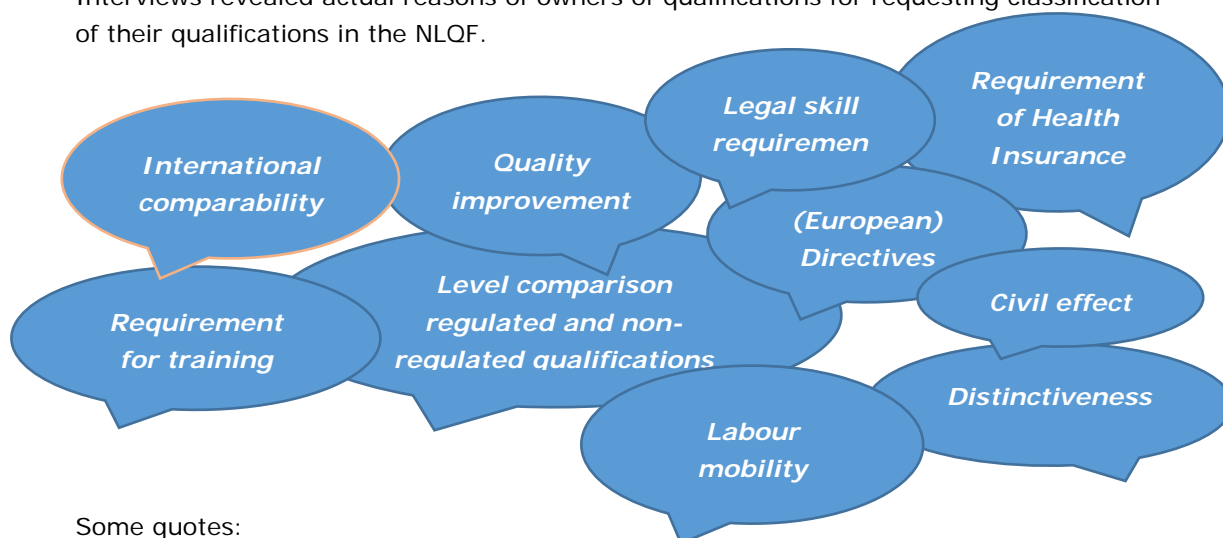 Interviews revealed actual reasons of owners of qualifications for requesting classification
of their qualifications in the NLQF.
International
comparability
Quality
improvement
Legal skill
requiremen
Requirement
of Health
Insurance
(European)
Directives
Requirement
for training
Level comparison
regulated and non-
regulated qualifications
Civil effect
Labour
mobility
Distinctiveness
Some quotes: